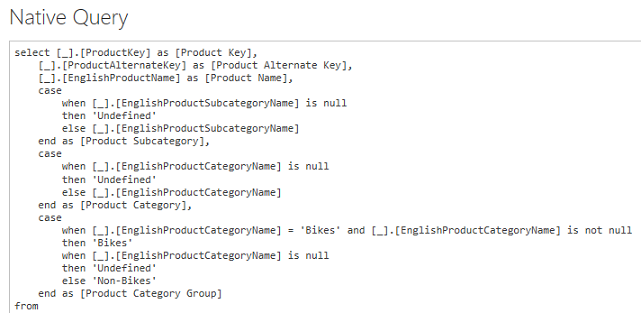 Native Query
select [_].[ProductKey] as [Product Key],
[_].[ProductAlternateKey] as [Product Alternate Key],
[_].[EnglishProductName] as [Product Name],
case
when [_].[EnglishProductSubcategoryName] is null
then 'Undefined'
else [_].[EnglishProductSubcategoryName]
end as [Product Subcategory],
case
when [_].[EnglishProductCategoryName] is null
then 'Undefined'
else [_].[EnglishProductCategoryName]
end as [Product Category],
case
when [_].[EnglishProductCategoryName] = 'Bikes' and [_].[EnglishProductCategoryName] is not null
then 'Bikes'
when [_].[EnglishProductCategoryName] is null
then 'Undefined'
else 'Non-Bikes'
end as [Product Category Group]
from